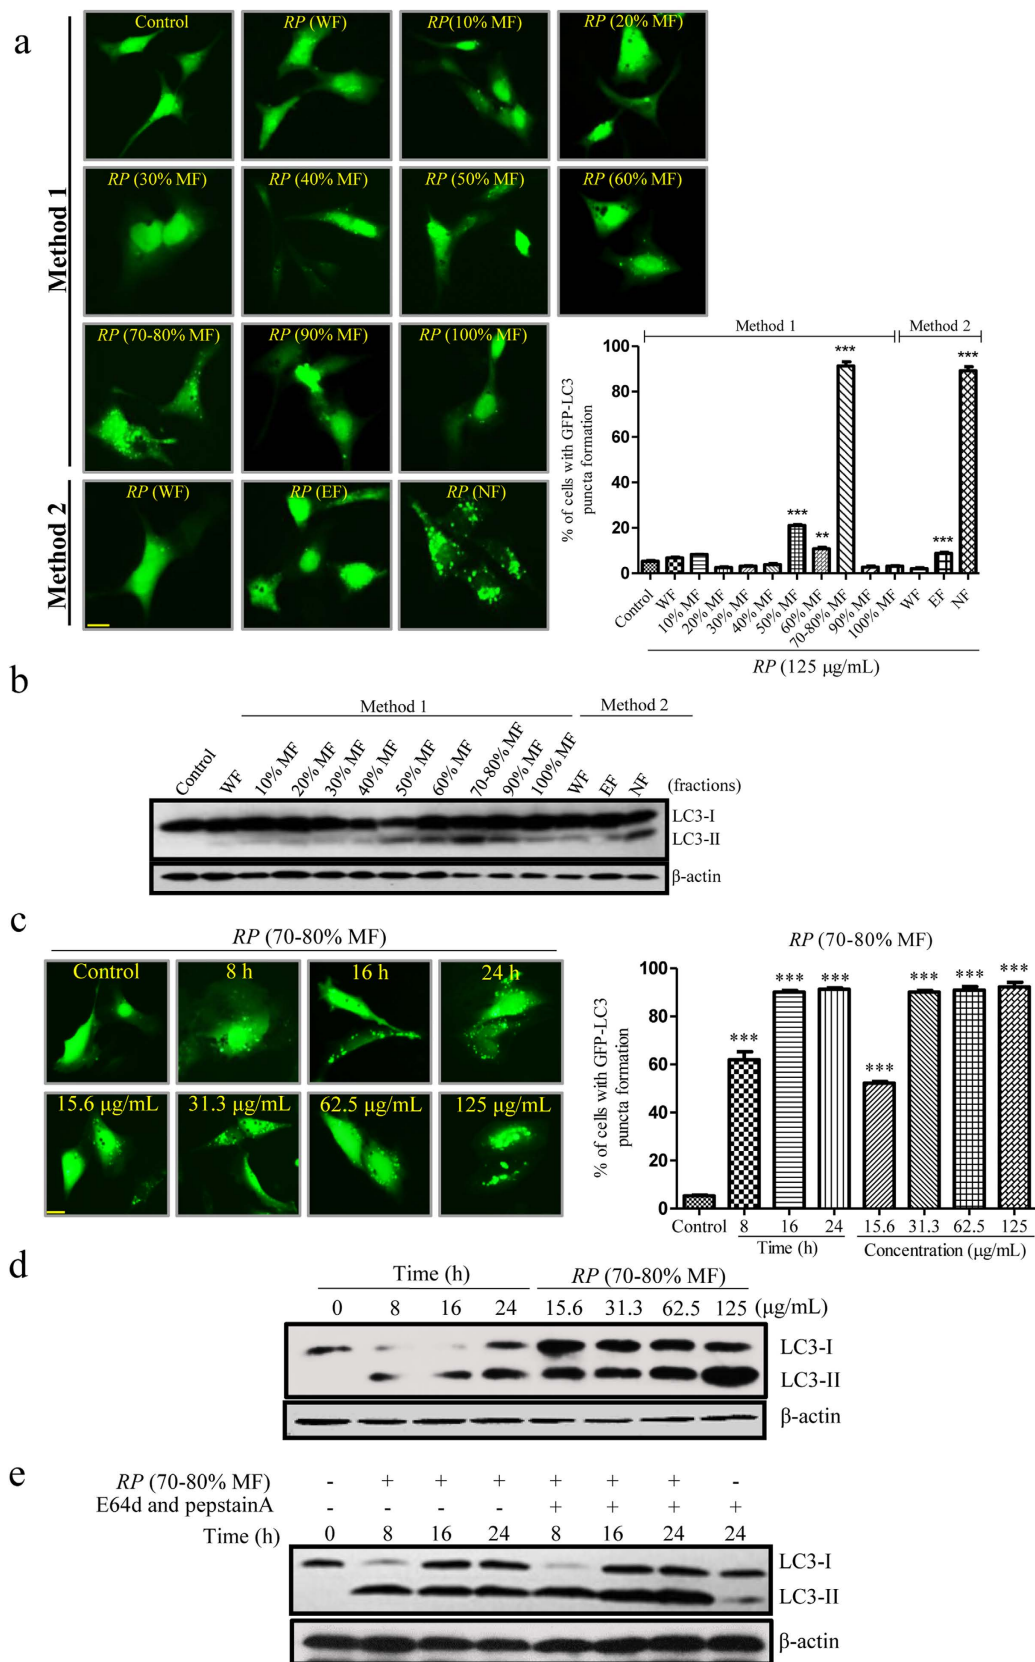 a
Method 1
Control
RP (WF)
RP(10% MF)
RP (20% MF)
RP (30% MF)
RP (40% MF)
RP (50% MF)
RP (60% MF)
RP (70-80% MF)
RP (90% MF)
RP (100% MF)
Method 2
RP (WF)
RP (EF)
RP (NF)
Method 1
Method 2
% of cells with GFP-LC3
puncta formation
100
80
60
40
20
0
***
**
***
***
***
Control
WF
10% MF
20% MF
30% MF
40% MF
50% MF
60% MF
70-80% MF
90% MF
100% MF
WF
EF
NF
RP (125 μg/mL)
b
Method 1
Method 2
Control
WF
10% MF
20% MF
30% MF
40% MF
50% MF
60% MF
70-80% MF
90% MF
100% MF
WF
EF
NF
(fractions)
LC3-I
LC3-II
β-actin
c
RP (70-80% MF)
Control
8 h
16 h
24 h
15.6 μg/mL
31.3 μg/mL
62.5 μg/mL
125 μg/mL
RP (70-80% MF)
% of cells with GFP-LC3
puncta formation
100
80
60
40
20
0
***
***
***
***
***
***
***
Control
8
16
24
15.6
31.3
62.5
125
Time (h)
Concentration (μg/mL)
d
Time (h)
RP (70-80% MF)
0 8 16 24 15.6 31.3 62.5 125 (μg/mL)
LC3-I
LC3-II
β-actin
e
RP (70-80% MF) - + + + + + + -
E64d and pepstainA - - - - + + + +
Time (h) 0 8 16 24 8 16 24 24
LC3-I
LC3-II
β-actin